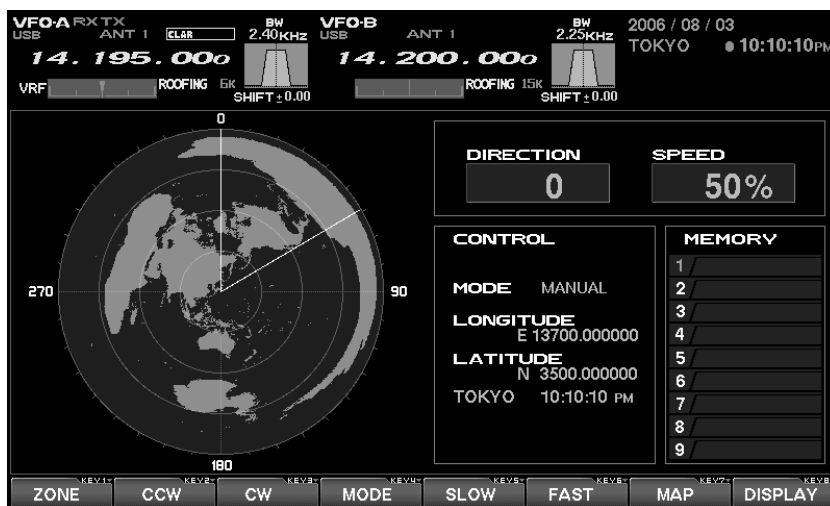 VFO-A RX TX
USB ANT 1 CLAR
BW
2.40KHz
14.195.000
VRF ROOFING 6K
SHIFT±0.00
VFO-B
USB ANT 1
BW
2.25KHz
14.200.000
ROOFING 15K
SHIFT±0.00
2006 / 08 / 03
TOKYO 10:10:10PM
0
270
90
180
DIRECTION
0
SPEED
50%
CONTROL
MODE MANUAL
LONGITUDE
E 13700.000000
LATITUDE
N 3500.000000
TOKYO 10:10:10 PM
MEMORY
1
2
3
4
5
6
7
8
9
KEY1 KEY2 KEY3 KEY4 KEY5 KEY6 KEY7 KEY8
ZONE CCW CW MODE SLOW FAST MAP DISPLAY